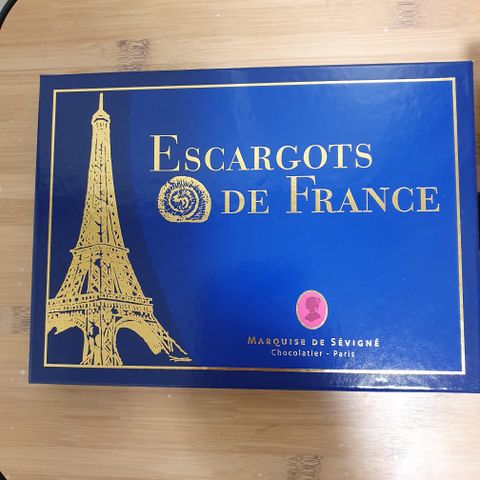 ESCARGOTS
DE FRANCE
MARQUISE DE SÉVIGNÉ
Chocolatier - Paris